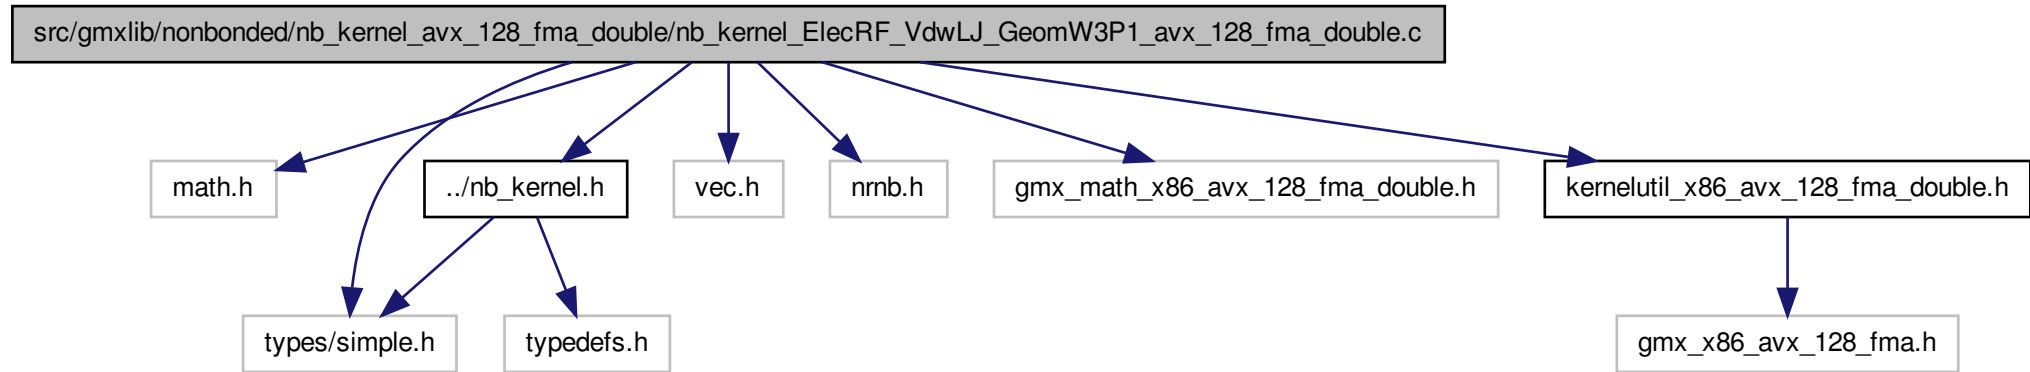 src/gmxlib/nonbonded/nb_kernel_avx_128_fma_double/nb_kernel_ElecRF_VdwLJ_GeomW3P1_avx_128_fma_double.c
math.h
../nb_kernel.h
vec.h
nrnb.h
gmx_math_x86_avx_128_fma_double.h
kernelutil_x86_avx_128_fma_double.h
types/simple.h
typedefs.h
gmx_x86_avx_128_fma.h